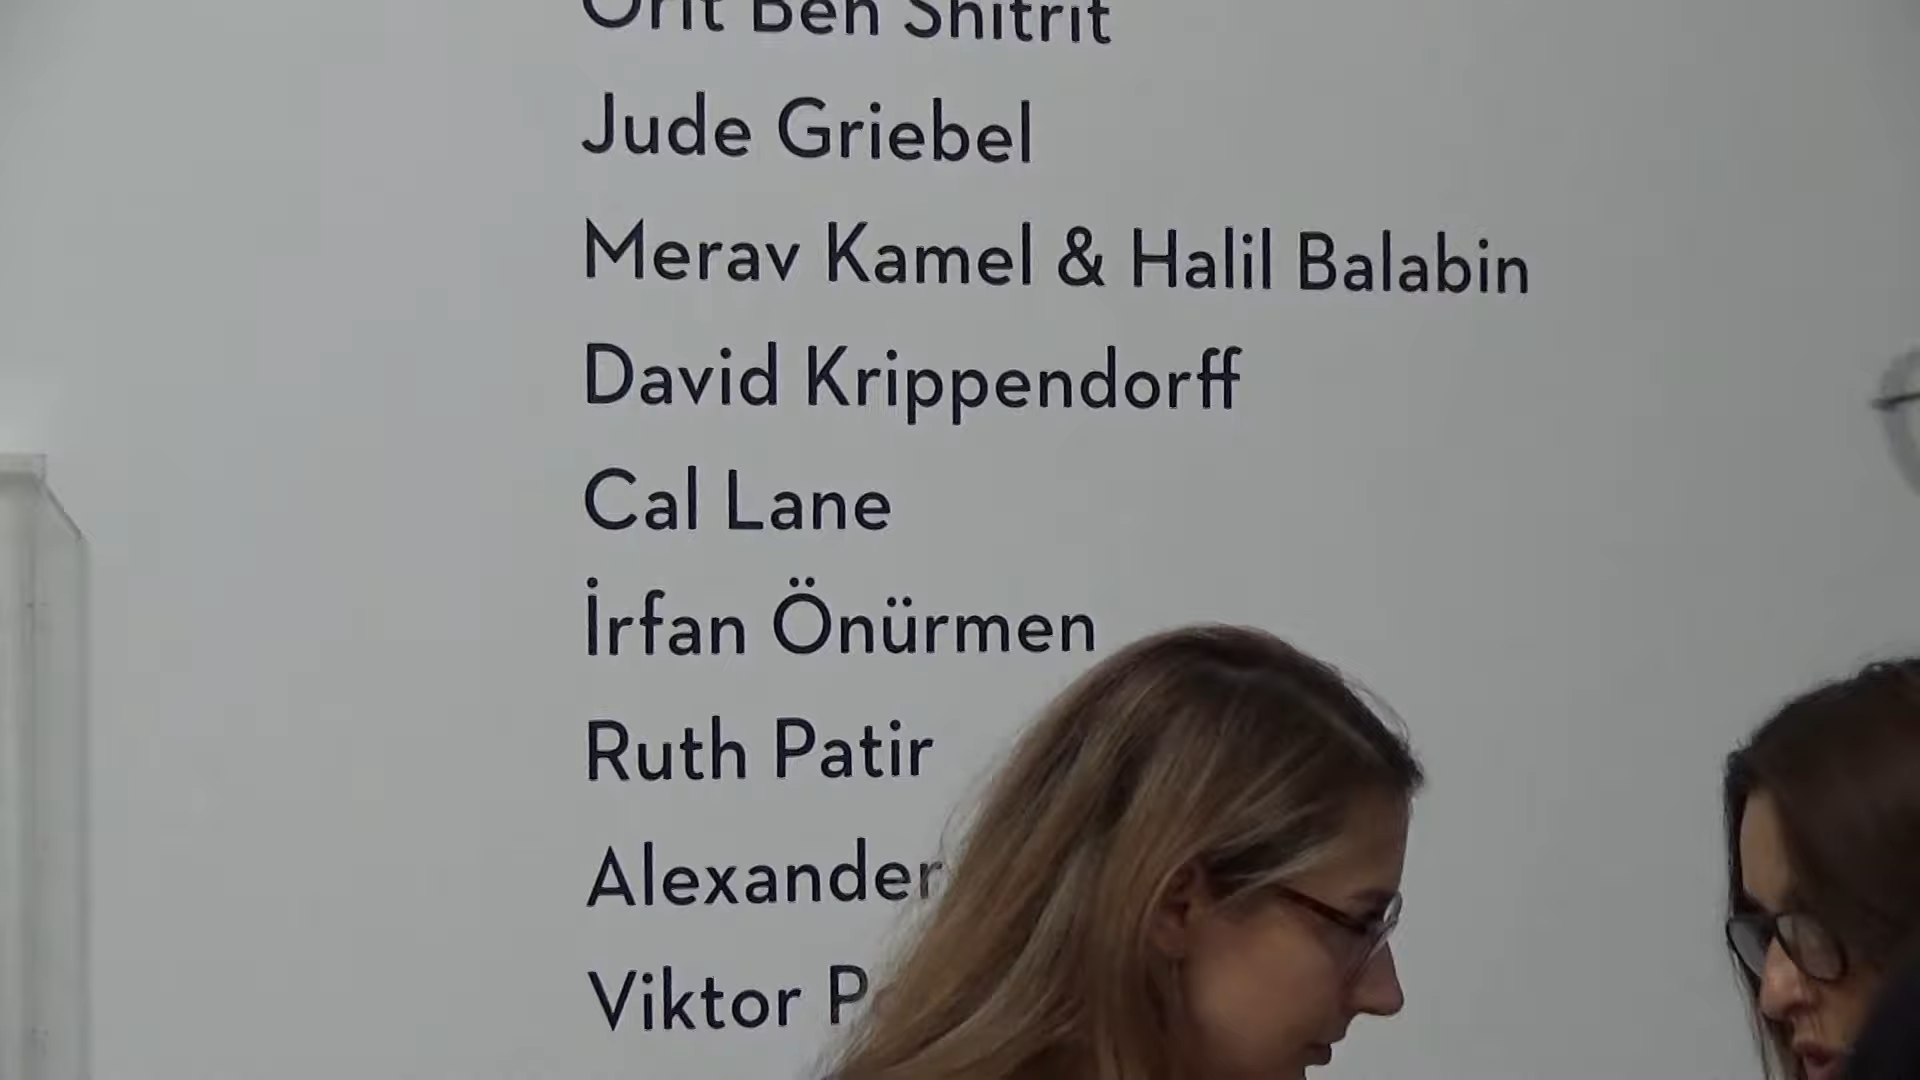 Orit Ben Shitrit
Jude Griebel
Merav Kamel & Halil Balabin
David Krippendorff
Cal Lane
İrfan Önürmen
Ruth Patir
Alexander
Viktor